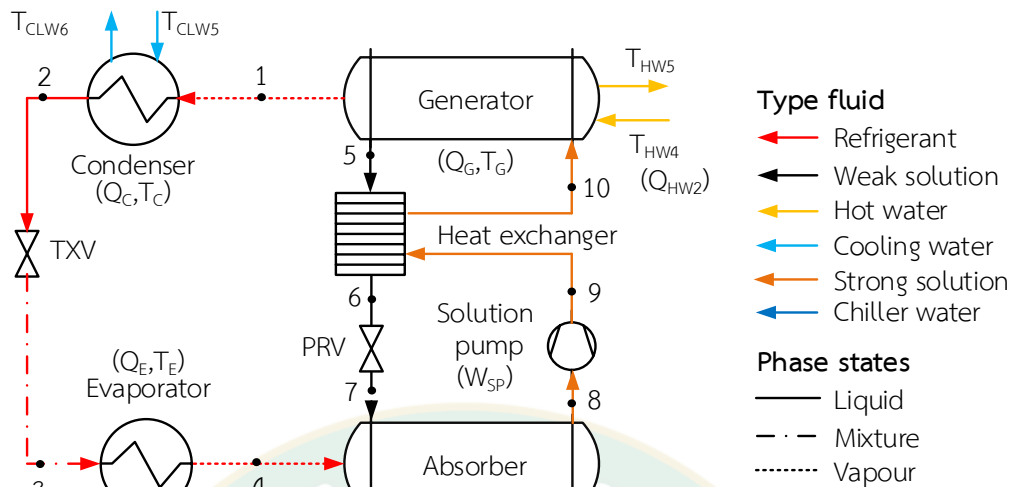 T_CLW6
T_CLW5
2
1
Generator
T_HW5
T_HW4
(Q_HW2)
Condenser
(Q_C,T_C)
5
(Q_G,T_G)
10
TXV
Heat exchanger
6
9
PRV
Solution
pump
(W_SP)
7
8
(Q_E,T_E)
Evaporator
4
Absorber
Type fluid
Refrigerant
Weak solution
Hot water
Cooling water
Strong solution
Chiller water
Phase states
Liquid
Mixture
Vapour